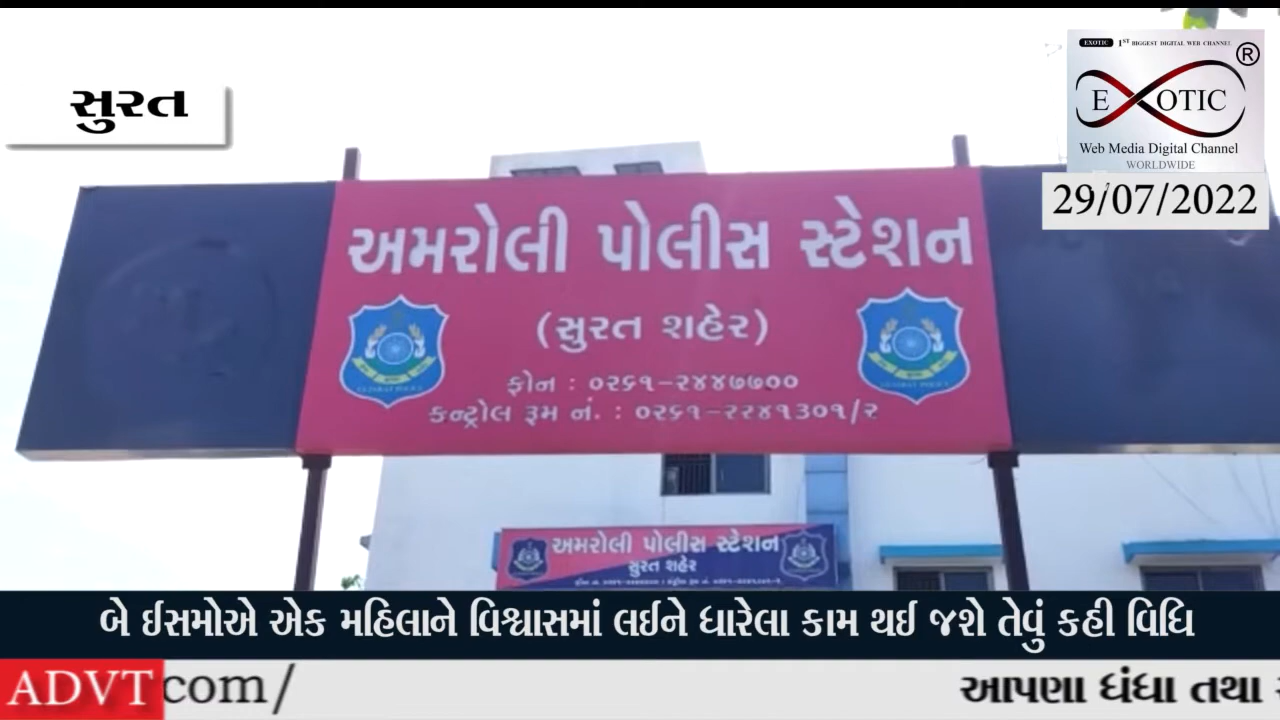 સુરત
EXOTIC 1ST BIGGEST DIGITAL WEB CHANNEL
®
EXOTIC
Web Media Digital Channel
WORLDWIDE
29/07/2022
અમરોલી પોલીસ સ્ટેશન
(સુરત શહેર)
ફોન : ૦૨૬૧-૨૪૪૭૭૦૦
કન્ટ્રોલ રૂમ નં. : ૦૨૬૧-૨૨૪૧૩૦૧/૨
GUJARAT POLICE
અમરોલી પોલીસ સ્ટેશન
સુરત શહેર
બે ઈસમોએ એક મહિલાને વિશ્વાસમાં લઈને ધારેલા કામ થઈ જશે તેવું કહી વિધિ
ADVT com/ આપણા ધંધા તથા